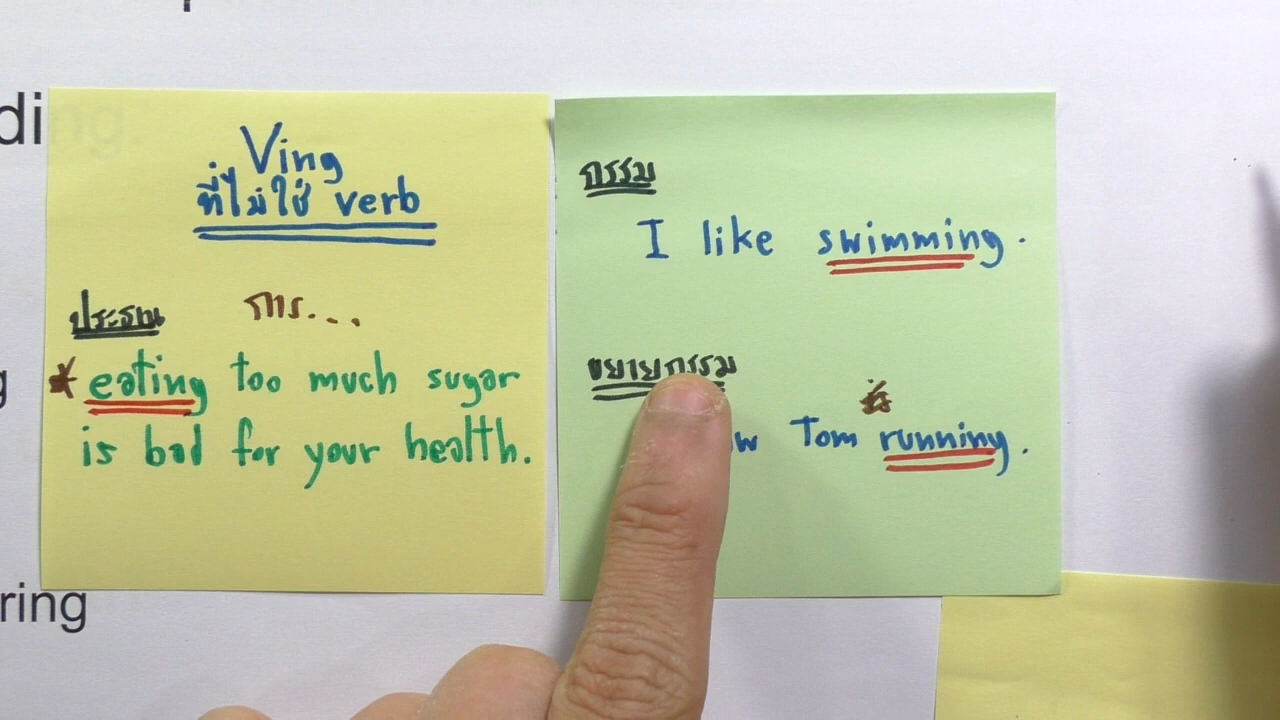 Ving
ที่ไม่ใช่ verb
ประธาน การ...
eating too much sugar
is bad for your health.
กรรม
I like swimming.
ขยายกรรม
Tom running.
ring